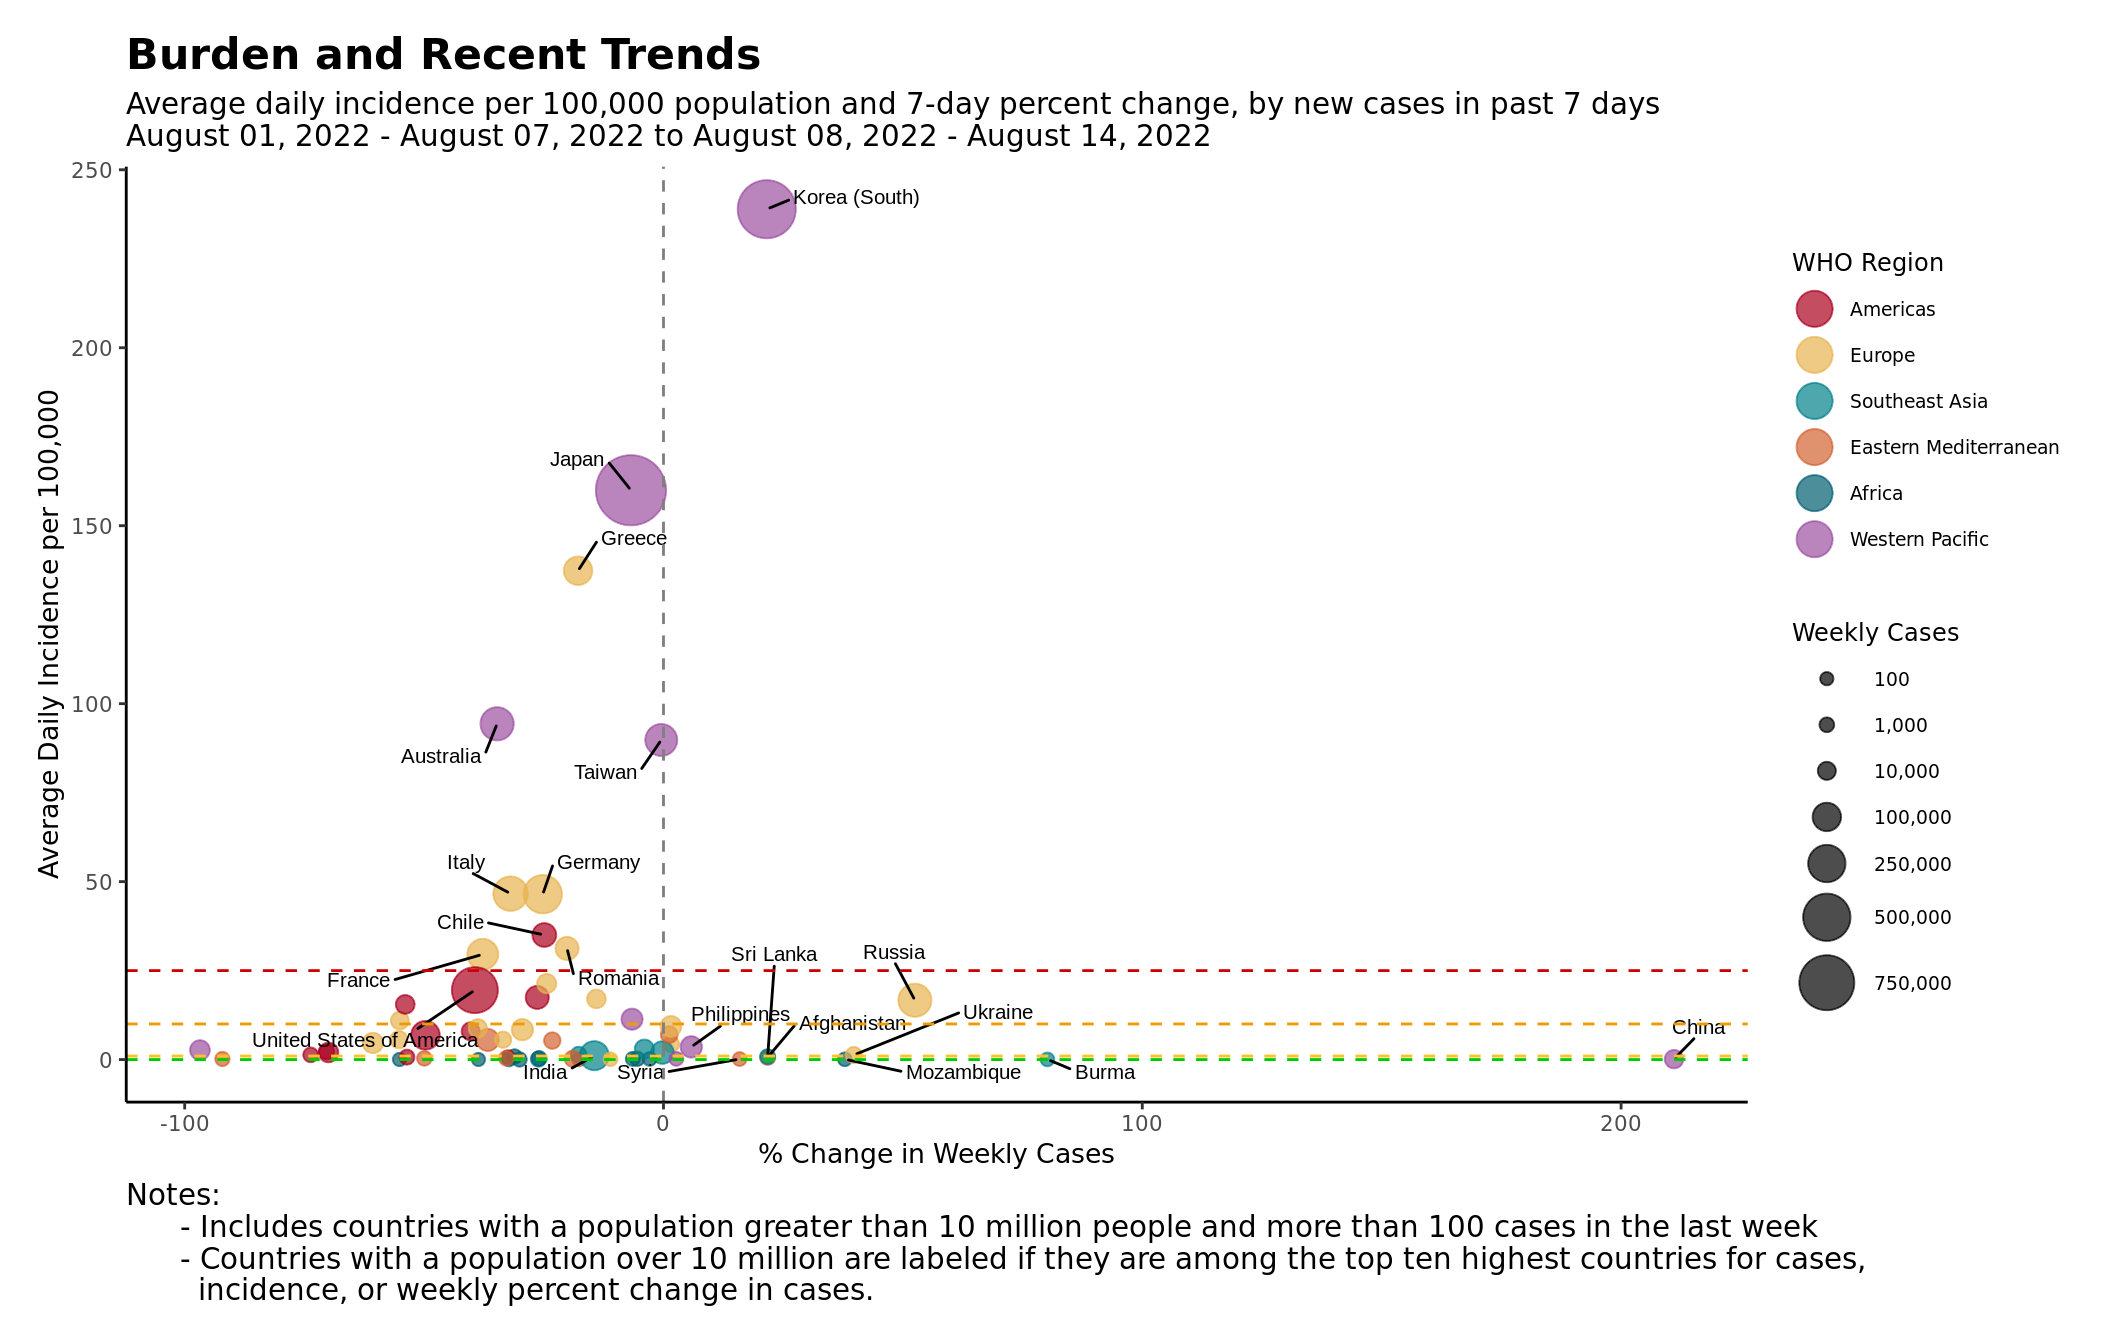 Burden and Recent Trends
Average daily incidence per 100,000 population and 7-day percent change, by new cases in past 7 days
August 01, 2022 - August 07, 2022 to August 08, 2022 - August 14, 2022
Average Daily Incidence per 100,000
250
200
150
100
50
0
Korea (South)
Japan
Greece
Australia
Taiwan
Italy
Germany
Chile
France
Romania
Sri Lanka
Russia
Philippines
Afghanistan
Ukraine
China
United States of America
India
Syria
Mozambique
Burma
-100
0
100
200
% Change in Weekly Cases
WHO Region
Americas
Europe
Southeast Asia
Eastern Mediterranean
Africa
Western Pacific
Weekly Cases
100
1,000
10,000
100,000
250,000
500,000
750,000
Notes:
- Includes countries with a population greater than 10 million people and more than 100 cases in the last week
- Countries with a population over 10 million are labeled if they are among the top ten highest countries for cases,
incidence, or weekly percent change in cases.